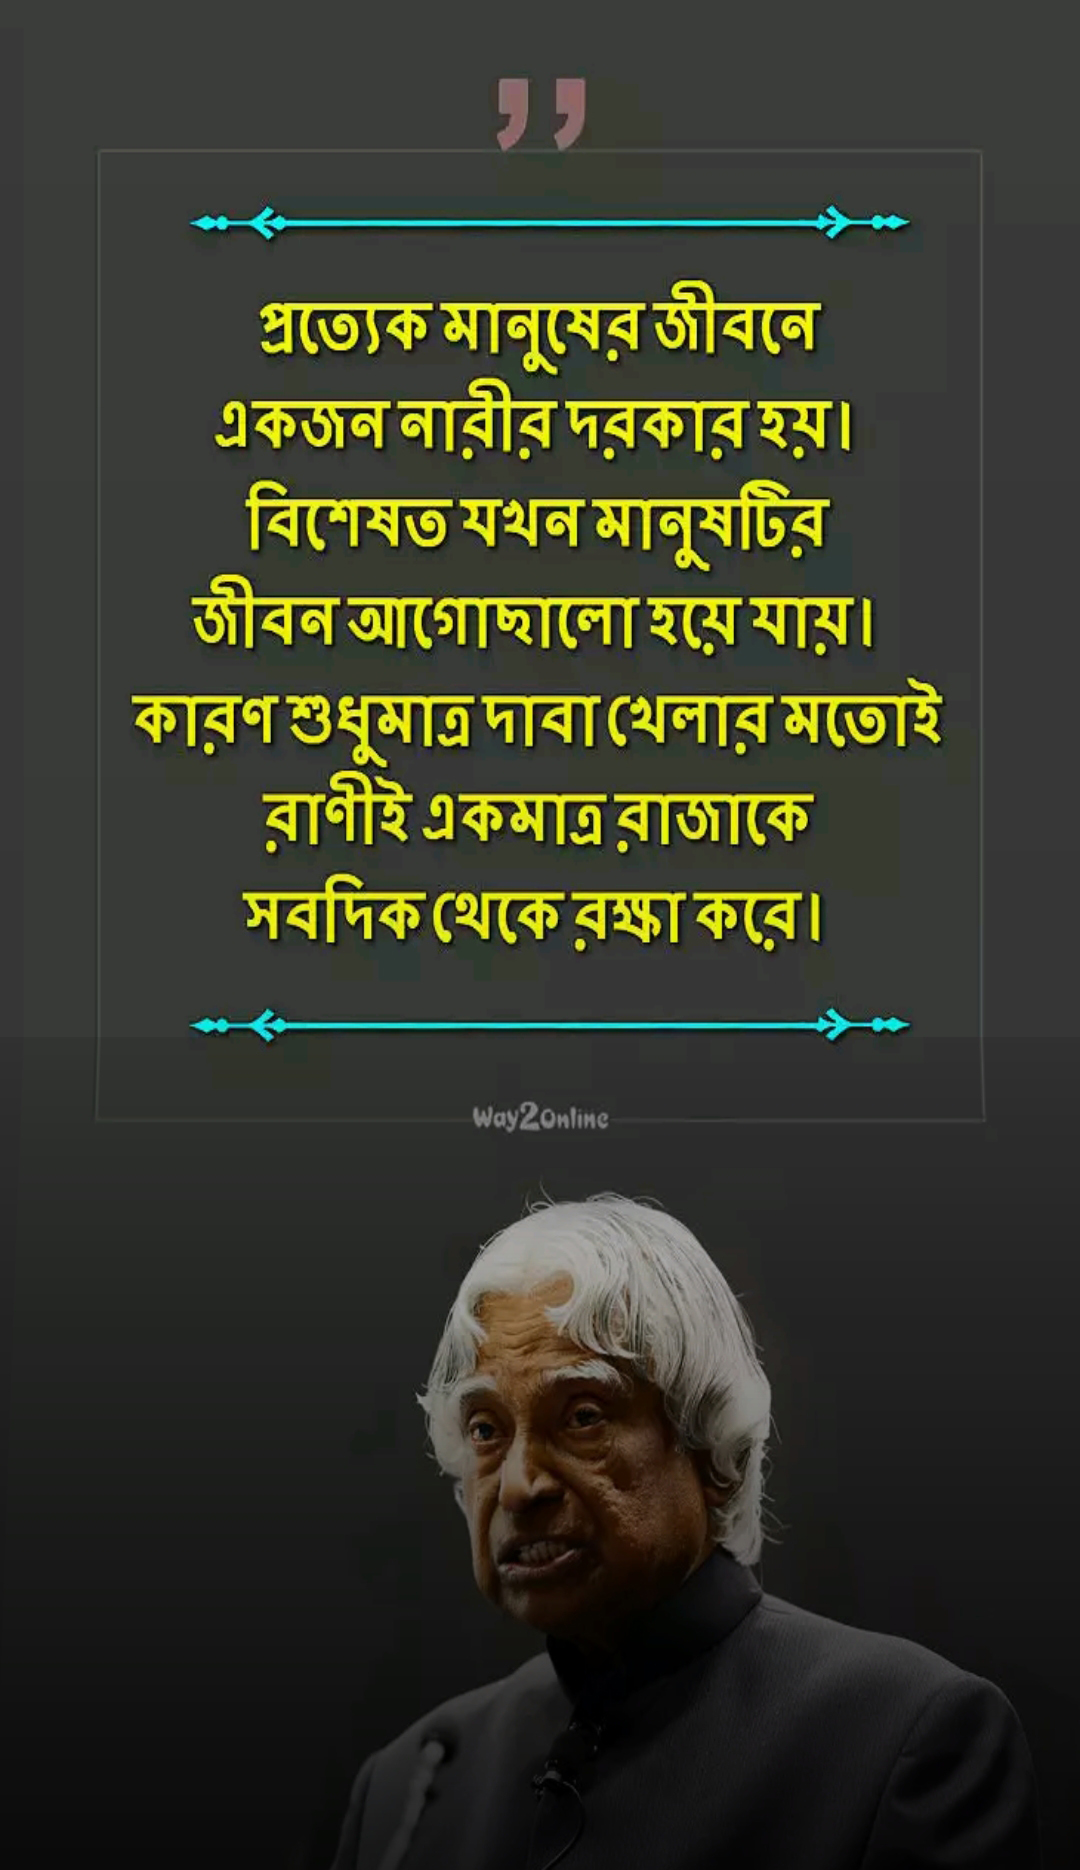 প্রত্যেক মানুষের জীবনে
একজন নারীর দরকার হয়।
বিশেষত যখন মানুষটির
জীবন আগোছালো হয়ে যায়।
কারণ শুধুমাত্র দাবা খেলার মতোই
রাণীই একমাত্র রাজাকে
সবদিক থেকে রক্ষা করে।
Way2Online